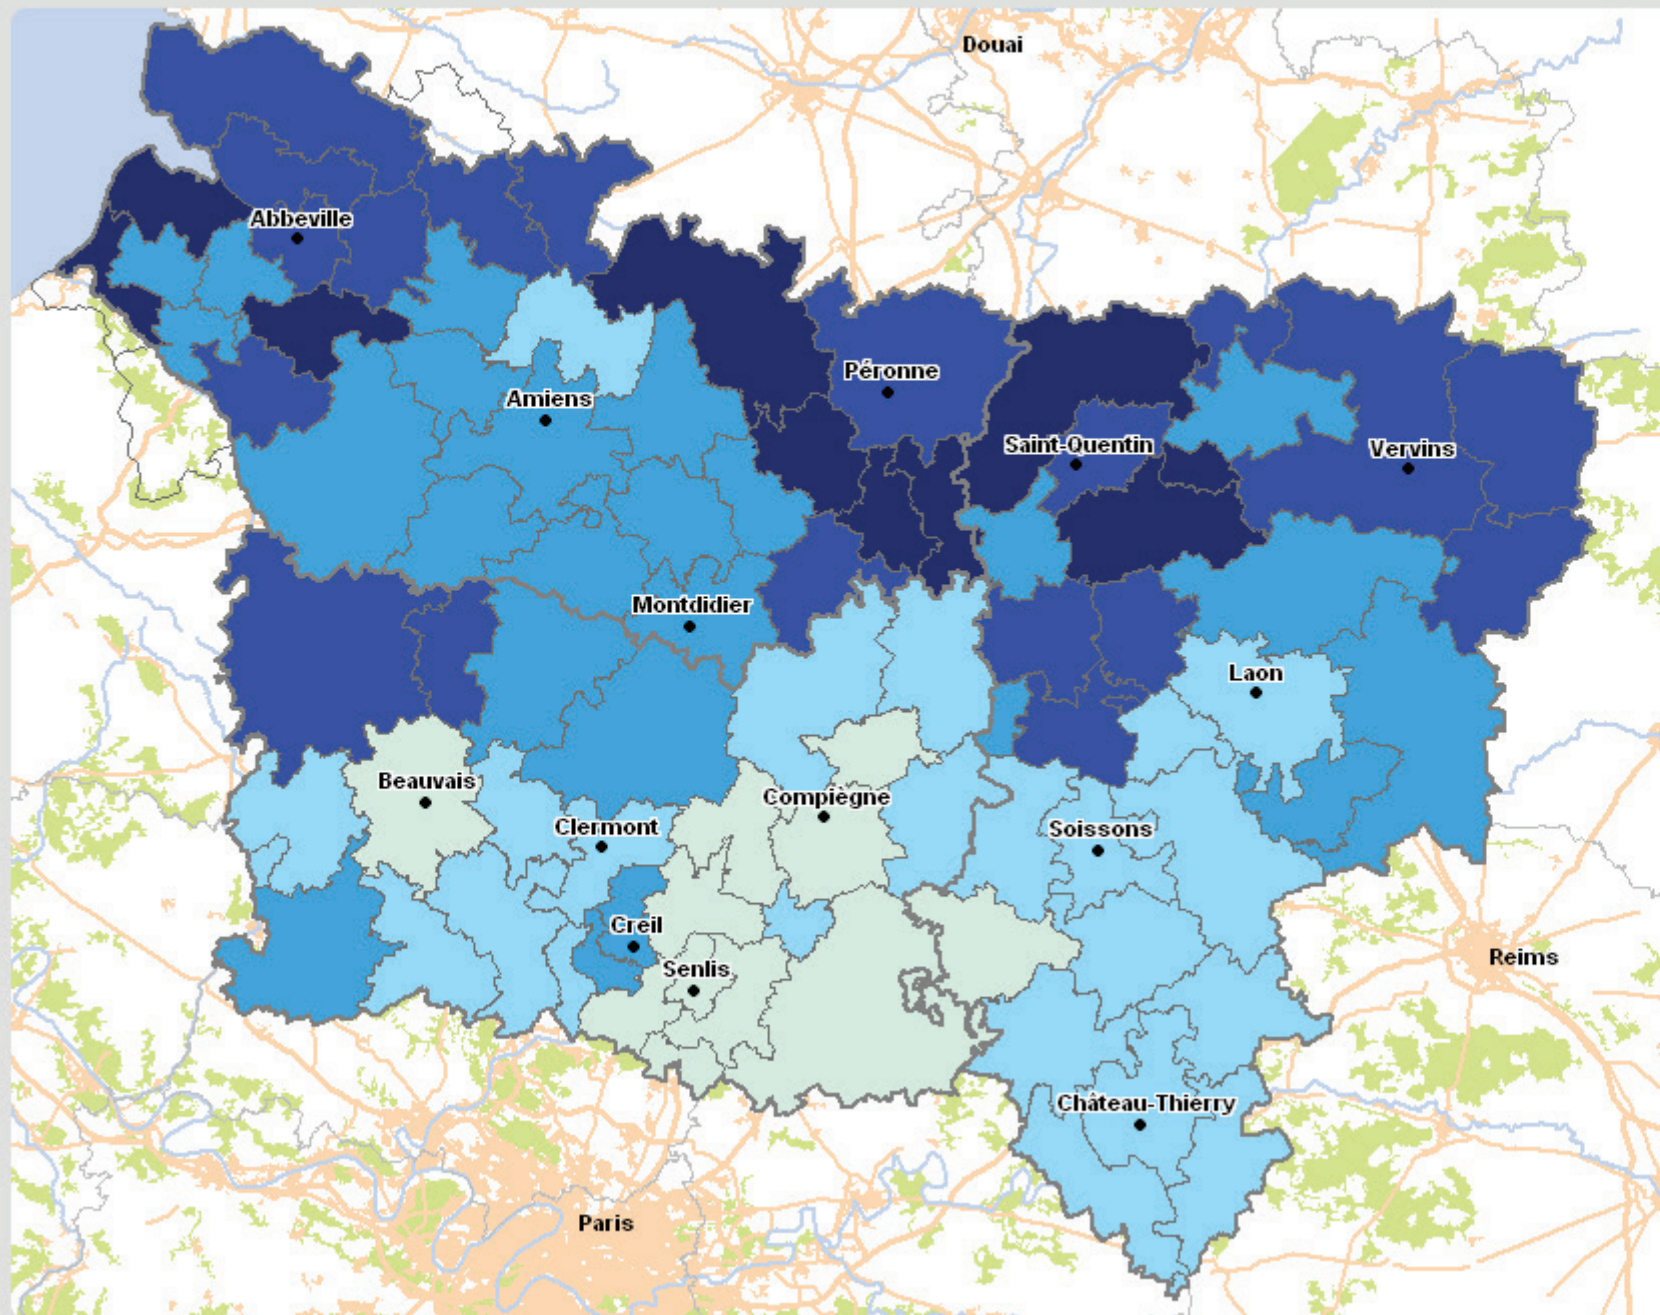 Douai
Abbeville
Péronne
Amiens
Saint-Quentin
Vervins
Montdidier
Laon
Beauvais
Compiègne
Clermont
Soissons
Creil
Senlis
Reims
Château-Thierry
Paris